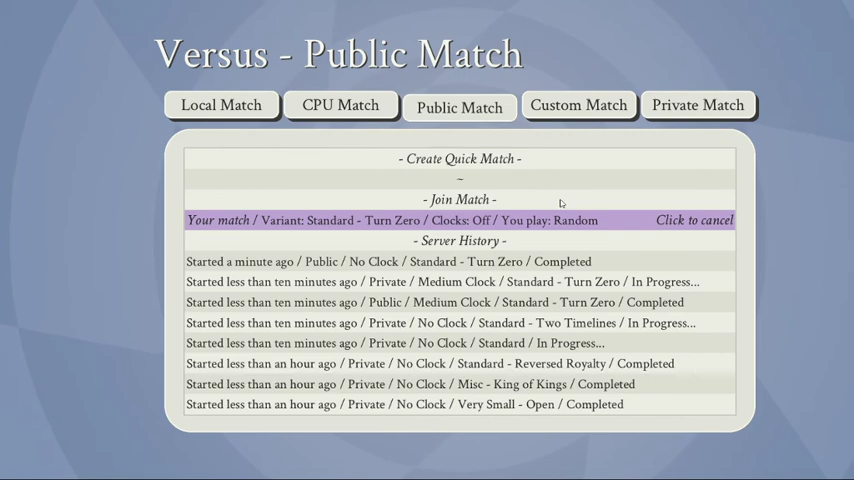 Versus - Public Match
Local Match
CPU Match
Public Match
Custom Match
Private Match
- Create Quick Match -
~
- Join Match -
Your match / Variant: Standard - Turn Zero / Clocks: Off / You play: Random Click to cancel
- Server History -
Started a minute ago / Public / No Clock / Standard - Turn Zero / Completed
Started less than ten minutes ago / Private / Medium Clock / Standard - Turn Zero / In Progress...
Started less than ten minutes ago / Public / Medium Clock / Standard - Turn Zero / Completed
Started less than ten minutes ago / Private / No Clock / Standard - Two Timelines / In Progress...
Started less than ten minutes ago / Private / No Clock / Standard / In Progress...
Started less than an hour ago / Private / No Clock / Standard - Reversed Royalty / Completed
Started less than an hour ago / Private / No Clock / Misc - King of Kings / Completed
Started less than an hour ago / Private / No Clock / Very Small - Open / Completed